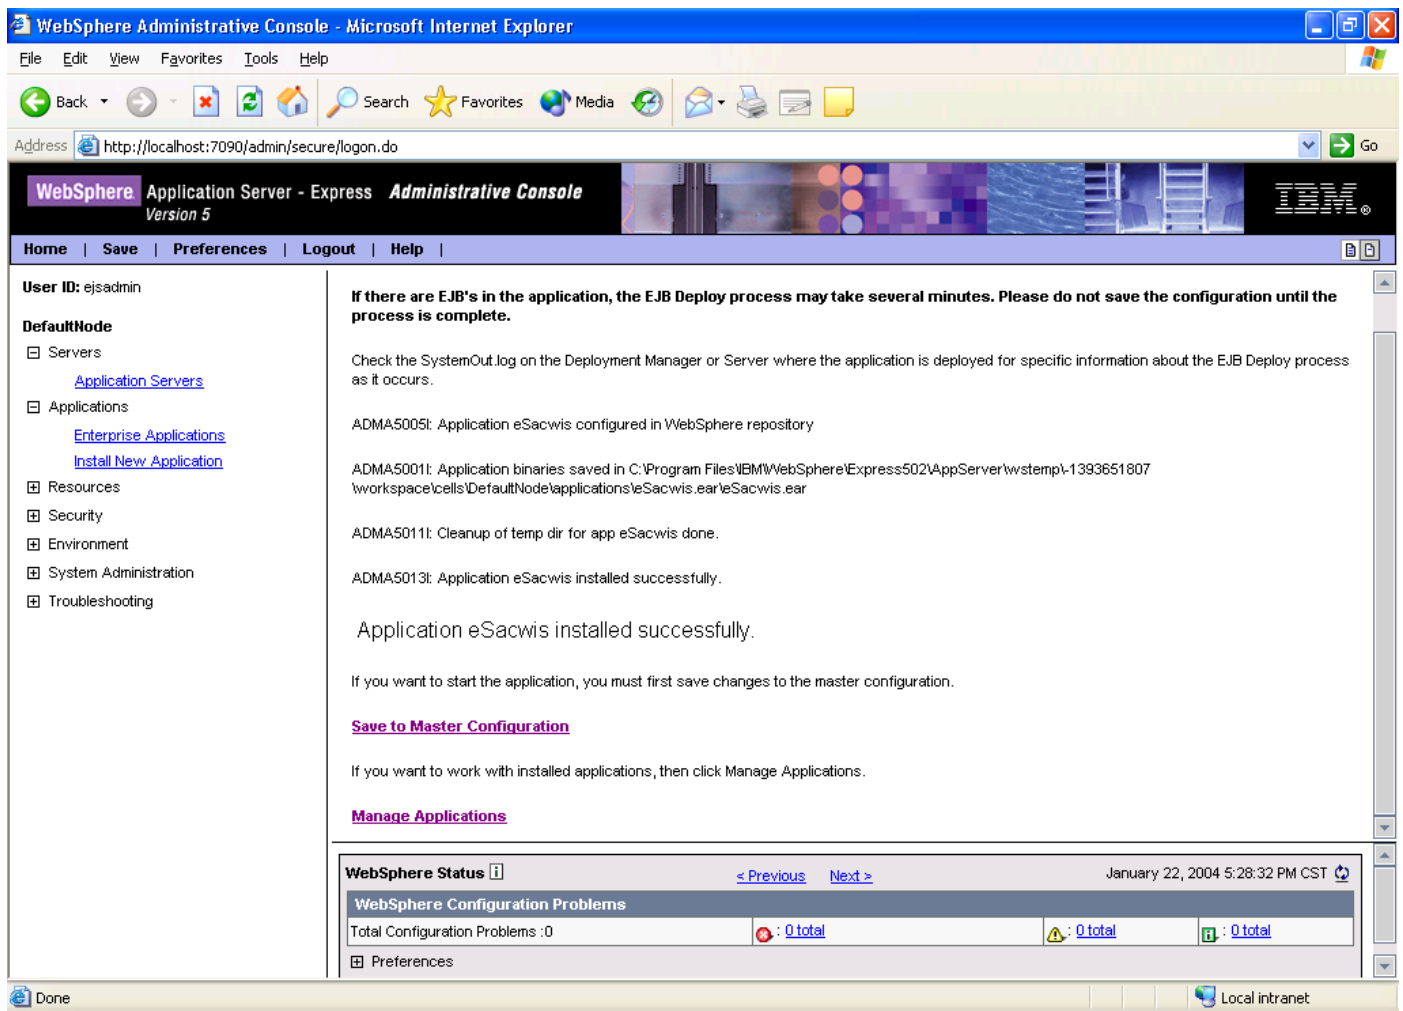 WebSphere Administrative Console - Microsoft Internet Explorer
File Edit View Favorites Tools Help
Back Search Favorites Media
Address http://localhost:7090/admin/secure/logon.do Go
WebSphere. Application Server - Express Administrative Console
Version 5
IBM®
Home | Save | Preferences | Logout | Help |
User ID: ejsadmin
DefaultNode
Servers
Application Servers
Applications
Enterprise Applications
Install New Application
Resources
Security
Environment
System Administration
Troubleshooting
If there are EJB's in the application, the EJB Deploy process may take several minutes. Please do not save the configuration until the
process is complete.
Check the SystemOut.log on the Deployment Manager or Server where the application is deployed for specific information about the EJB Deploy process
as it occurs.
ADMA5005I: Application eSacwis configured in WebSphere repository
ADMA5001I: Application binaries saved in C:\Program Files\IBM\WebSphere\Express502\AppServer\wstemp\-1393651807
\workspace\cells\DefaultNode\applications\eSacwis.ear\eSacwis.ear
ADMA5011I: Cleanup of temp dir for app eSacwis done.
ADMA5013I: Application eSacwis installed successfully.
Application eSacwis installed successfully.
If you want to start the application, you must first save changes to the master configuration.
Save to Master Configuration
If you want to work with installed applications, then click Manage Applications.
Manage Applications
WebSphere Status i < Previous Next > January 22, 2004 5:28:32 PM CST
WebSphere Configuration Problems
Total Configuration Problems :0 : 0 total : 0 total : 0 total
Preferences
Done Local intranet